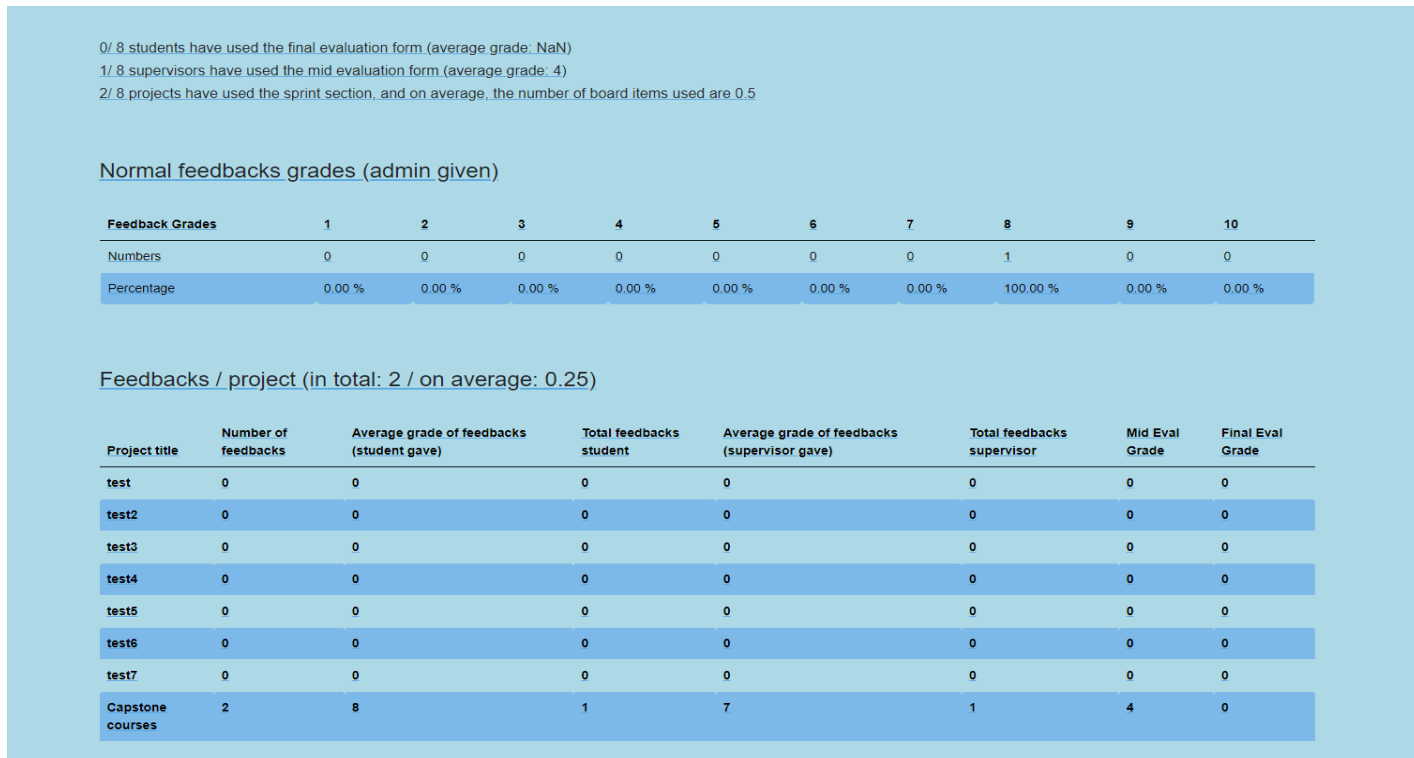 0/ 8 students have used the final evaluation form (average grade: NaN)
1/ 8 supervisors have used the mid evaluation form (average grade: 4)
2/ 8 projects have used the sprint section, and on average, the number of board items used are 0.5
Normal feedbacks grades (admin given)
Feedback Grades 1 2 3 4 5 6 7 8 9 10
Numbers 0 0 0 0 0 0 0 1 0 0
Percentage 0.00 % 0.00 % 0.00 % 0.00 % 0.00 % 0.00 % 0.00 % 100.00 % 0.00 % 0.00 %
Feedbacks / project (in total: 2 / on average: 0.25)
Number of Average grade of feedbacks Total feedbacks Average grade of feedbacks Total feedbacks Mid Eval Final Eval
Project title feedbacks (student gave) student (supervisor gave) supervisor Grade Grade
test 0 0 0 0 0 0 0
test2 0 0 0 0 0 0 0
test3 0 0 0 0 0 0 0
test4 0 0 0 0 0 0 0
test5 0 0 0 0 0 0 0
test6 0 0 0 0 0 0 0
test7 0 0 0 0 0 0 0
Capstone 2 8 1 7 1 4 0
courses